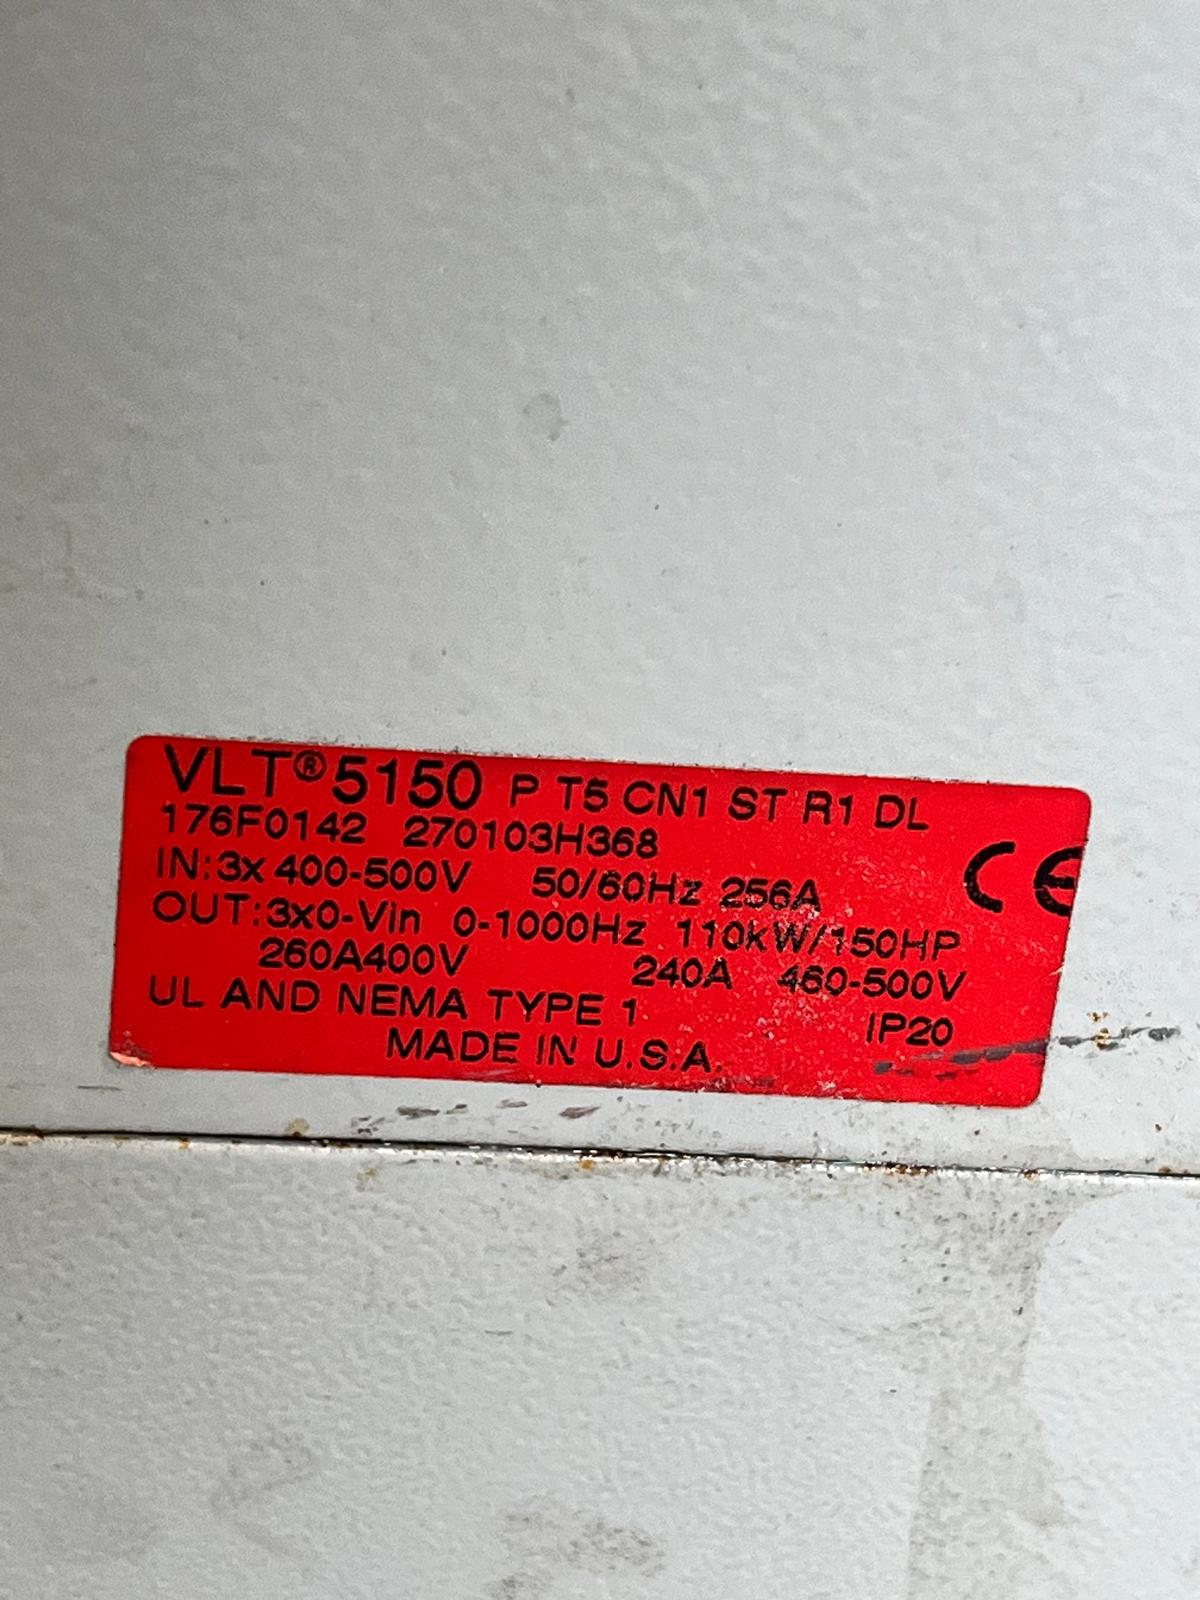 VLT® 5150 P T5 CN1 ST R1 DL
176F0142 270103H368
IN:3x 400-500V 50/60Hz 256A
OUT:3x0-Vin 0-1000Hz 110kW/150HP
260A400V 240A 460-500V
UL AND NEMA TYPE 1 IP20
MADE IN U.S.A.
CE